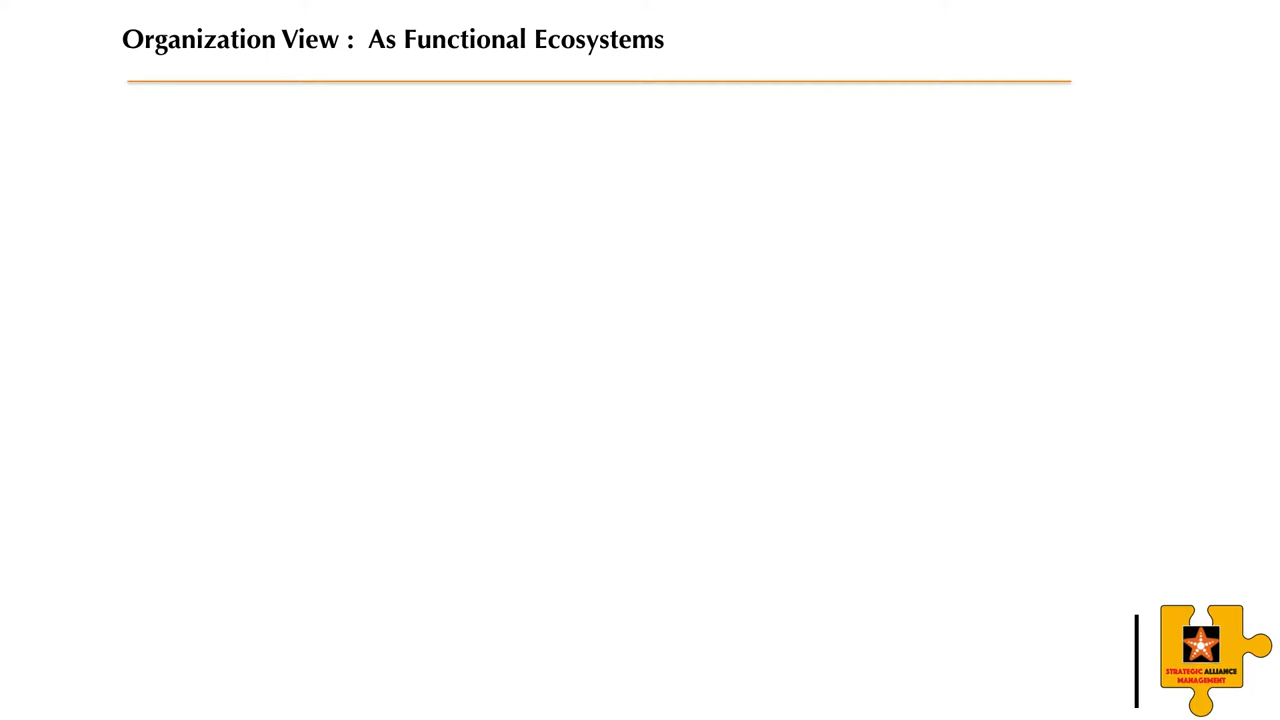 Organization View :  As Functional Ecosystems
STRATEGIC ALLIANCE
MANAGEMENT